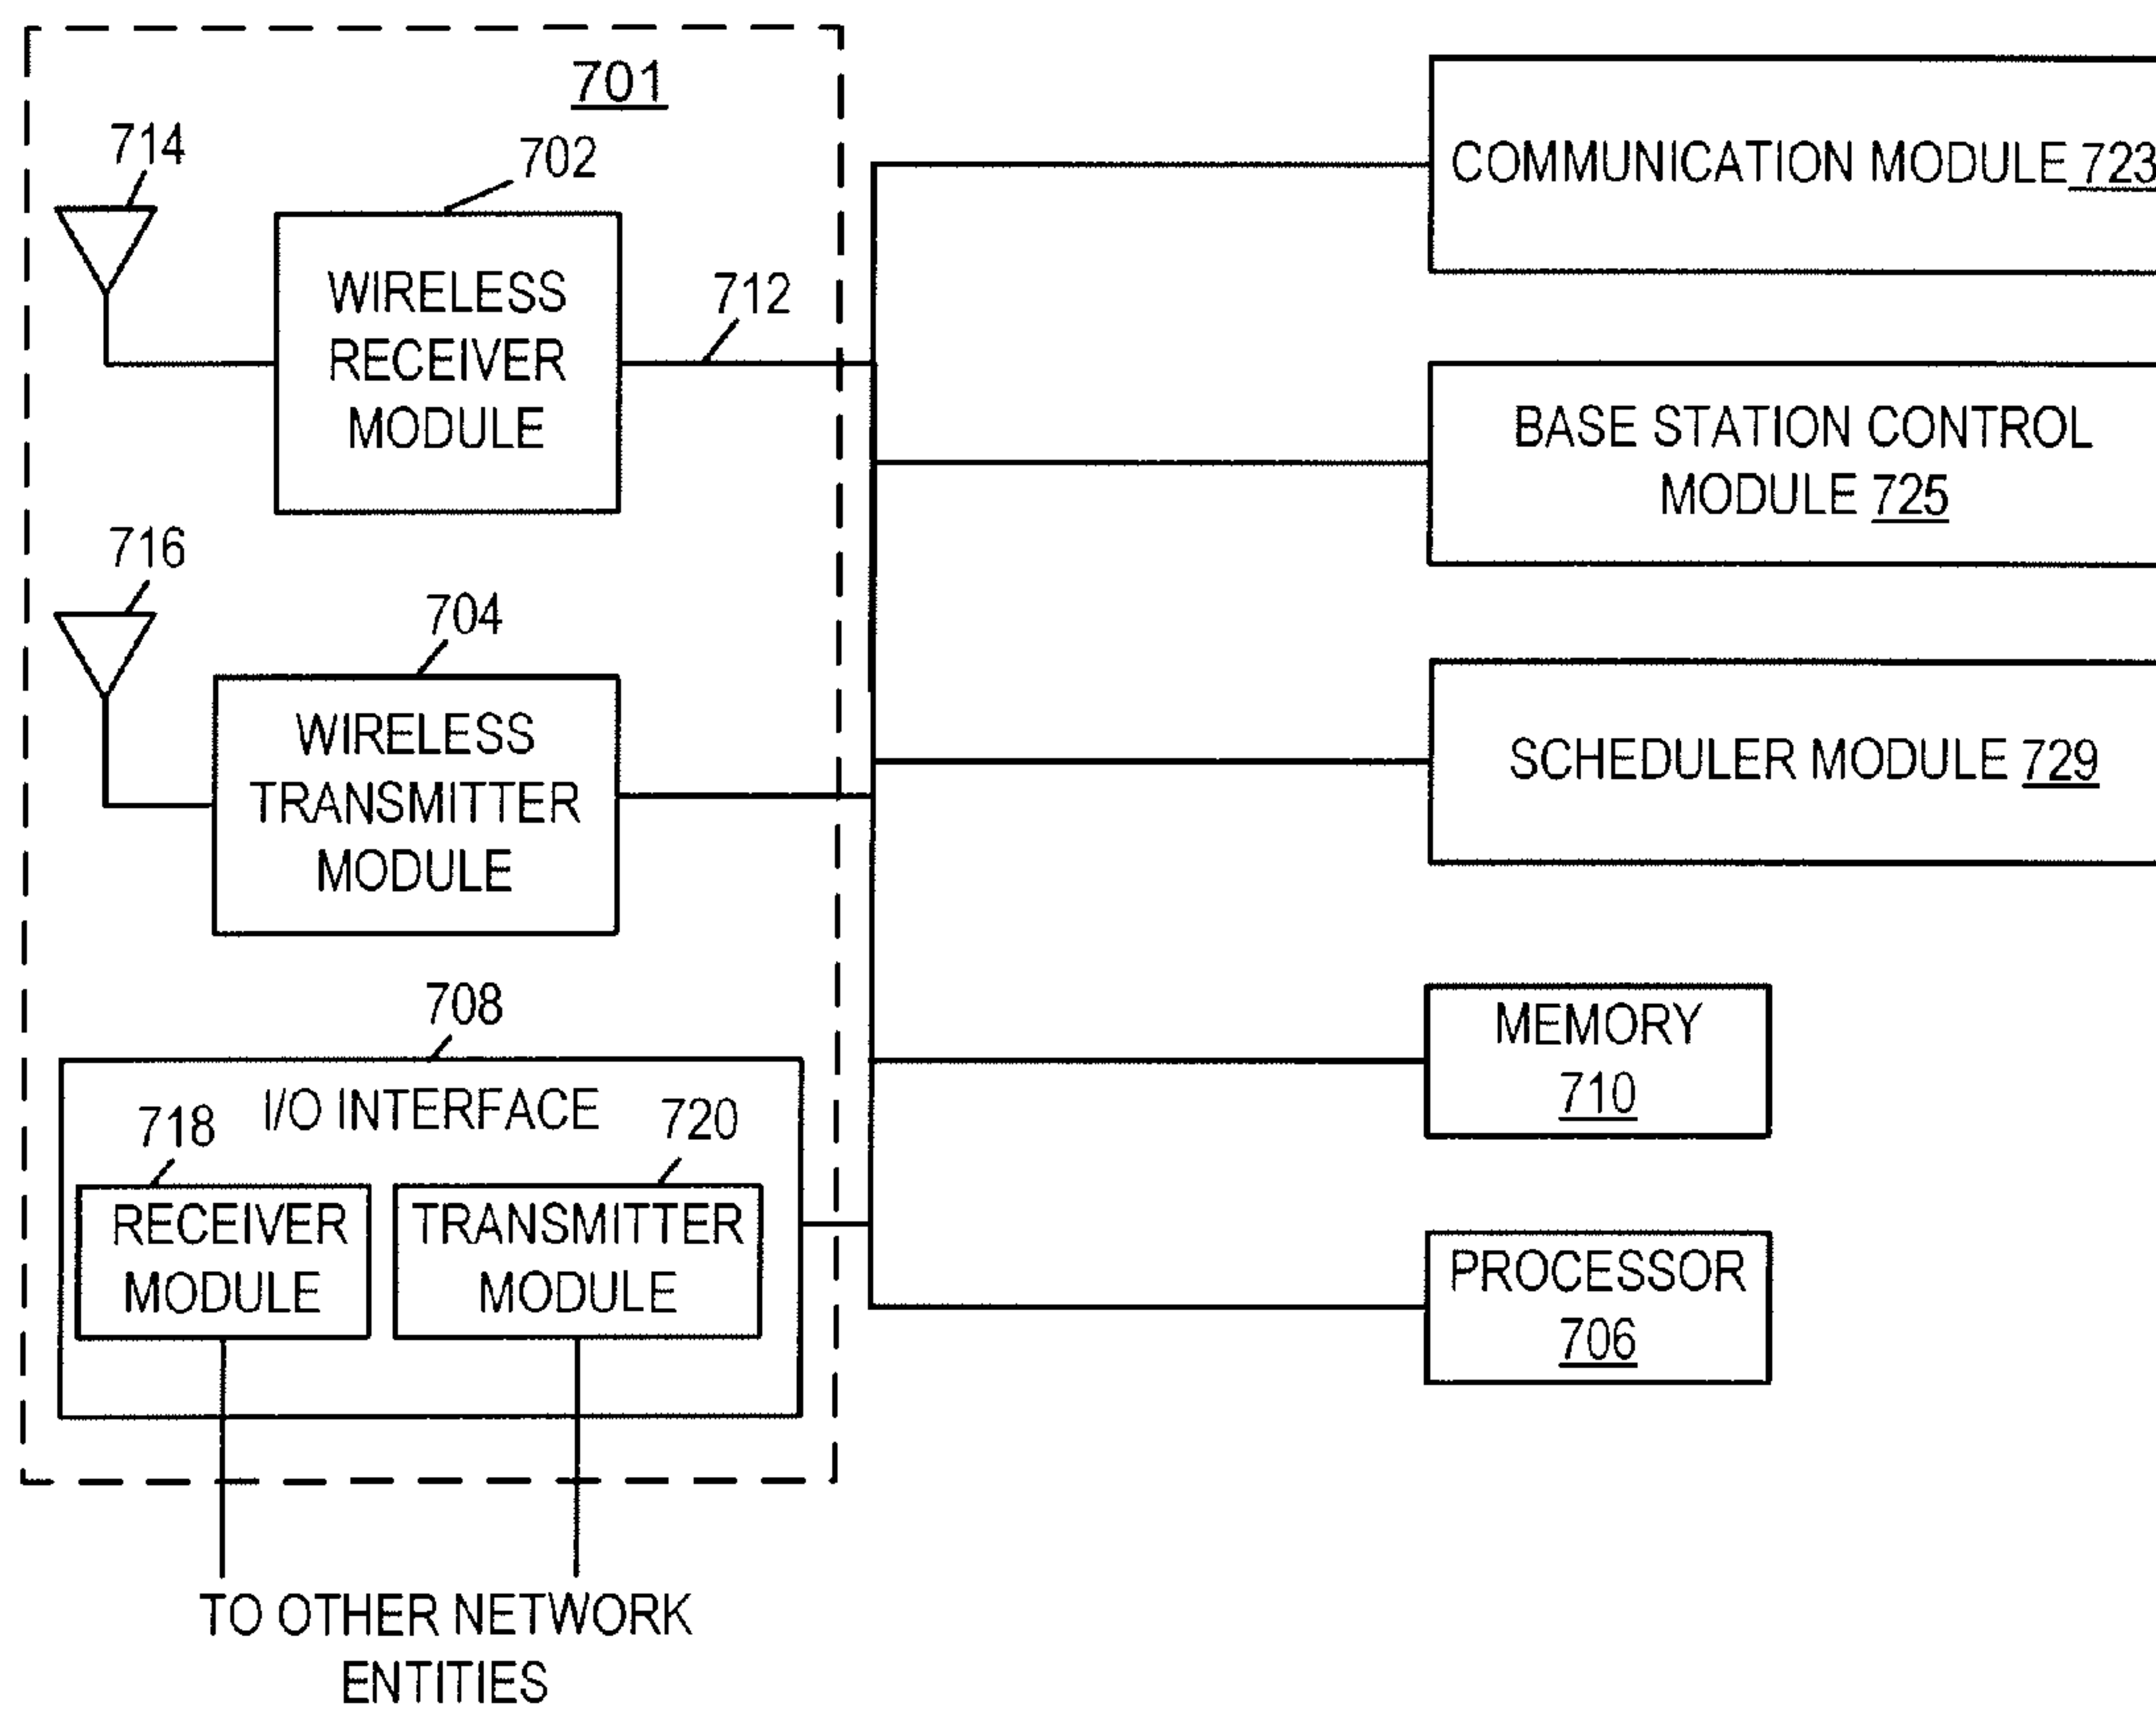 701
714
702
WIRELESS
RECEIVER
MODULE
712
716
704
WIRELESS
TRANSMITTER
MODULE
708
I/O INTERFACE
718
720
RECEIVER
MODULE
TRANSMITTER
MODULE
TO OTHER NETWORK
ENTITIES
COMMUNICATION MODULE 723
BASE STATION CONTROL
MODULE 725
SCHEDULER MODULE 729
MEMORY
710
PROCESSOR
706